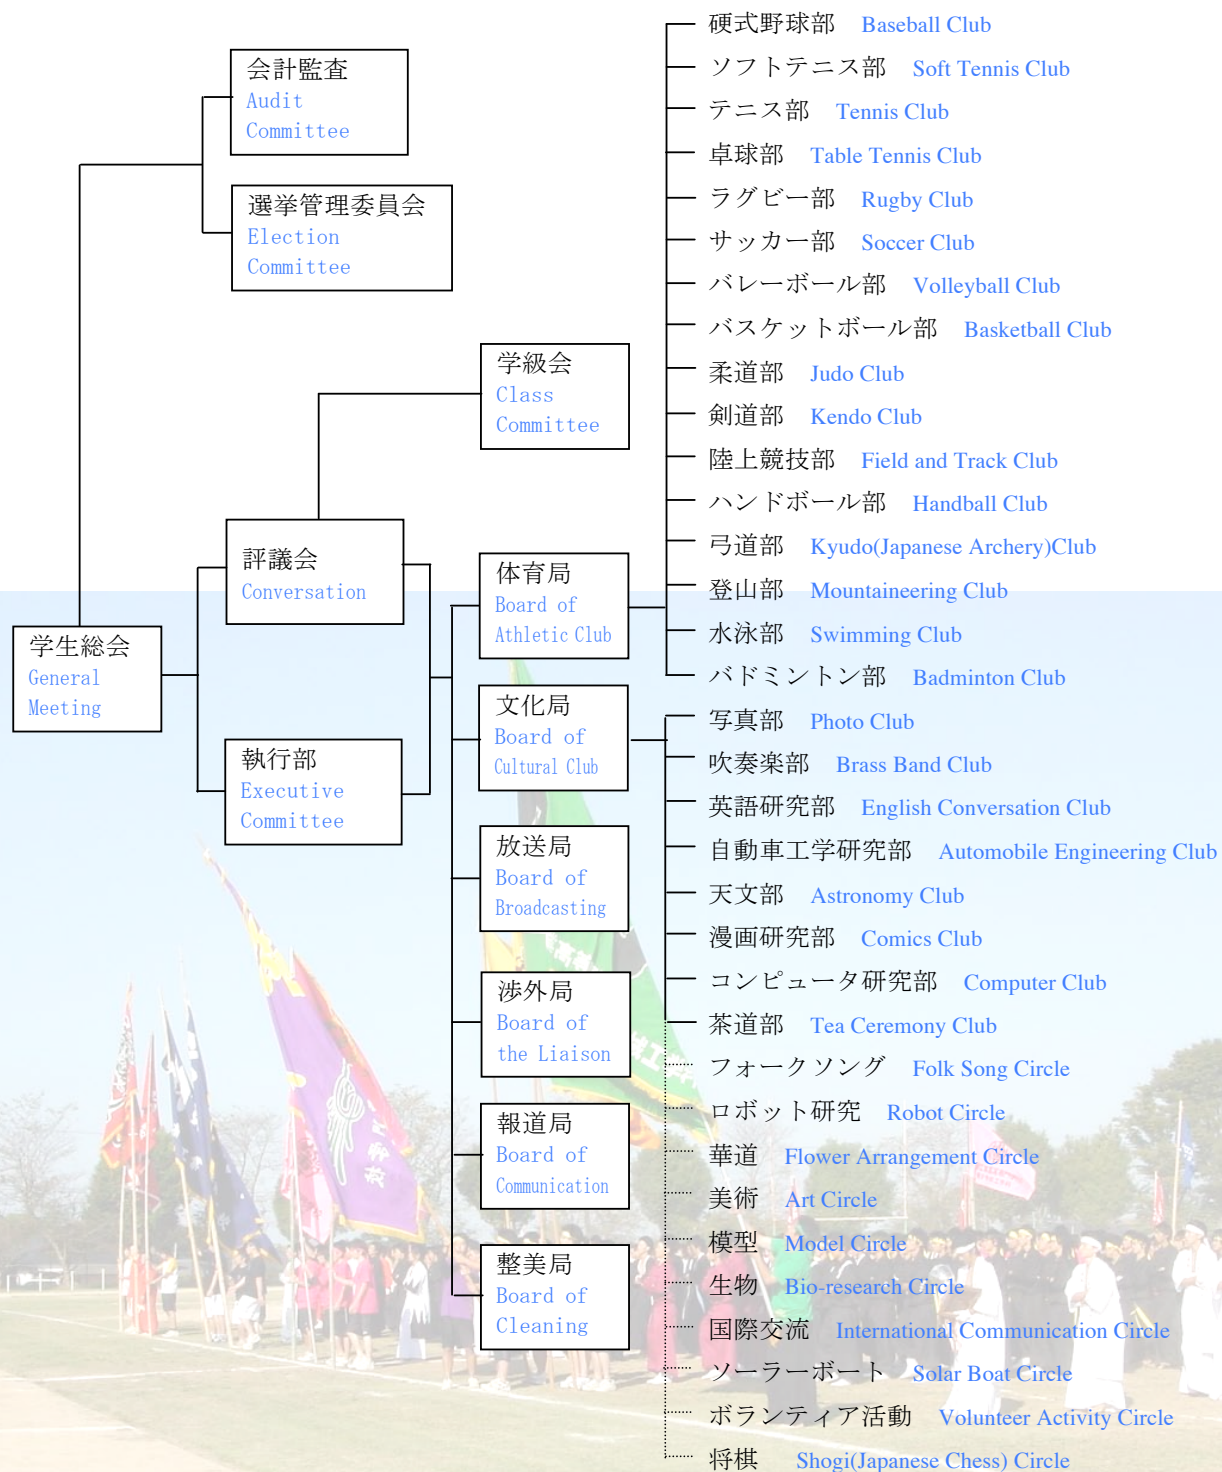 会計監査
Audit
Committee
選挙管理委員会
Election
Committee
学級会
Class
Committee
評議会
Conversation
学生総会
General
Meeting
執行部
Executive
Committee
体育局
Board of
Athletic Club
文化局
Board of
Cultural Club
放送局
Board of
Broadcasting
渉外局
Board of
the Liaison
報道局
Board of
Communication
整美局
Board of
Cleaning
硬式野球部 Baseball Club
ソフトテニス部 Soft Tennis Club
テニス部 Tennis Club
卓球部 Table Tennis Club
ラグビー部 Rugby Club
サッカー部 Soccer Club
バレーボール部 Volleyball Club
バスケットボール部 Basketball Club
柔道部 Judo Club
剣道部 Kendo Club
陸上競技部 Field and Track Club
ハンドボール部 Handball Club
弓道部 Kyudo(Japanese Archery)Club
登山部 Mountaineering Club
水泳部 Swimming Club
バドミントン部 Badminton Club
写真部 Photo Club
吹奏楽部 Brass Band Club
英語研究部 English Conversation Club
自動車工学研究部 Automobile Engineering Club
天文部 Astronomy Club
漫画研究部 Comics Club
コンピュータ研究部 Computer Club
茶道部 Tea Ceremony Club
フォークソング Folk Song Circle
ロボット研究 Robot Circle
華道 Flower Arrangement Circle
美術 Art Circle
模型 Model Circle
生物 Bio-research Circle
国際交流 International Communication Circle
ソーラーボート Solar Boat Circle
ボランティア活動 Volunteer Activity Circle
将棋 Shogi(Japanese Chess) Circle